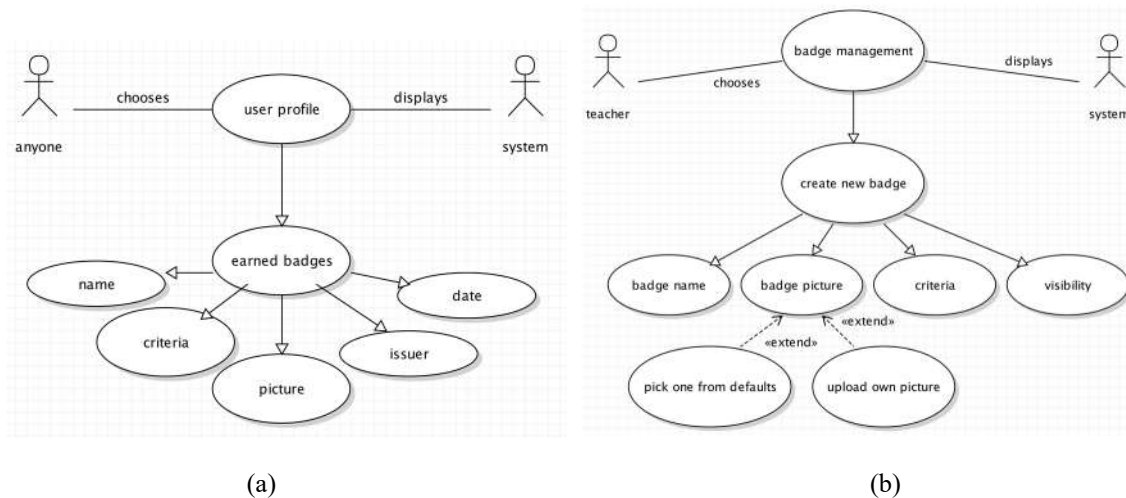 chooses
user profile
displays
anyone
system
earned badges
name
date
criteria
issuer
picture
(a)
badge management
chooses
displays
teacher
system
create new badge
badge name
badge picture
criteria
visibility
«extend»
«extend»
pick one from defaults
upload own picture
(b)